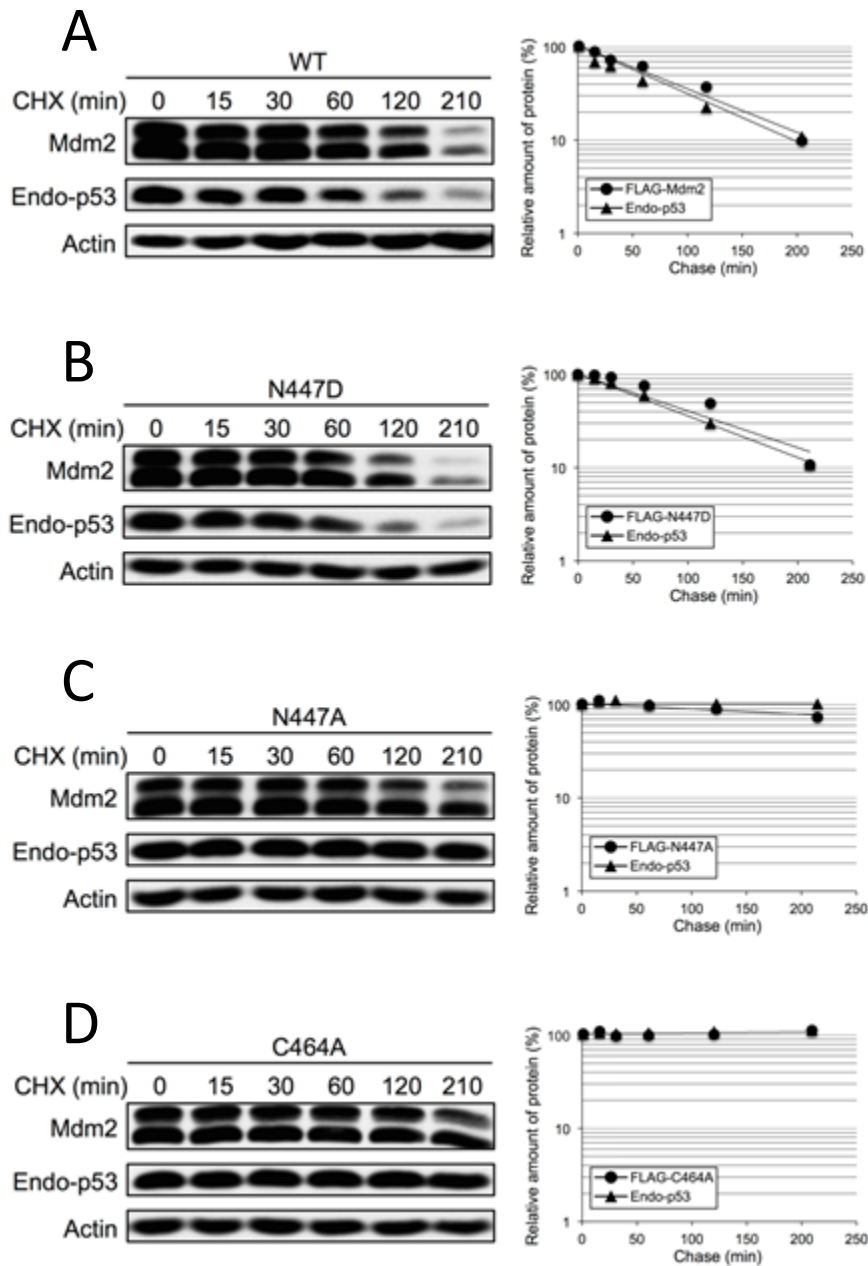 A
WT
CHX (min) 0 15 30 60 120 210
Mdm2
Endo-p53
Actin
Relative amount of protein (%)
100
10
1
FLAG-Mdm2
Endo-p53
0 50 100 150 200 250
Chase (min)
B
N447D
CHX (min) 0 15 30 60 120 210
Mdm2
Endo-p53
Actin
Relative amount of protein (%)
100
10
1
FLAG-N447D
Endo-p53
0 50 100 150 200 250
Chase (min)
C
N447A
CHX (min) 0 15 30 60 120 210
Mdm2
Endo-p53
Actin
Relative amount of protein (%)
100
10
1
FLAG-N447A
Endo-p53
0 50 100 150 200 250
Chase (min)
D
C464A
CHX (min) 0 15 30 60 120 210
Mdm2
Endo-p53
Actin
Relative amount of protein (%)
100
10
1
FLAG-C464A
Endo-p53
0 50 100 150 200 250
Chase (min)